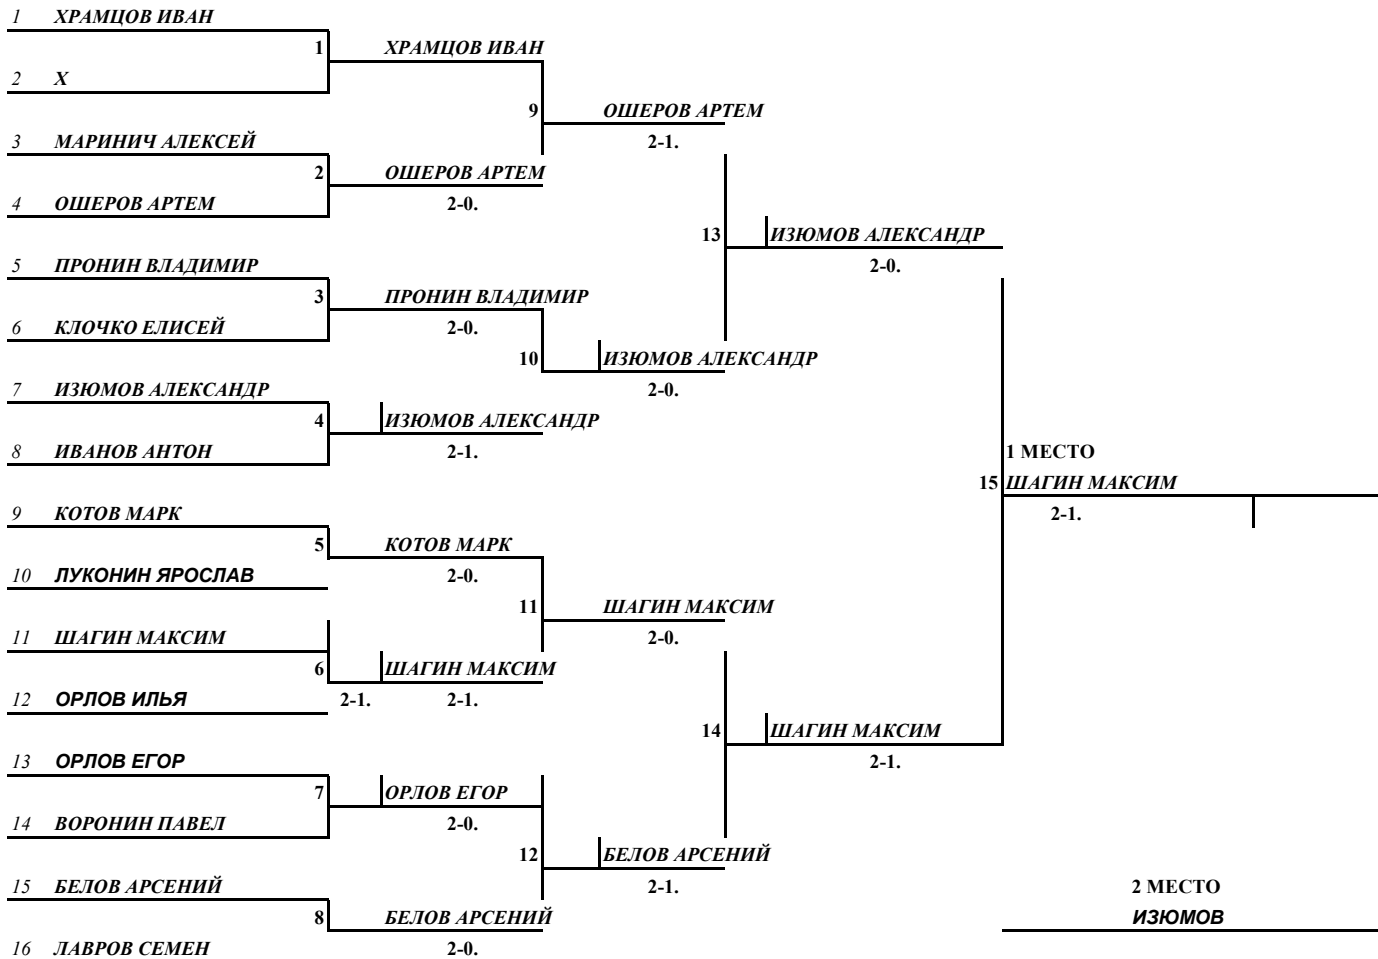 1 ХРАМЦОВ ИВАН
1 ХРАМЦОВ ИВАН
2 Х
9 ОШЕРОВ АРТЕМ
3 МАРИНИЧ АЛЕКСЕЙ 2-1.
2 ОШЕРОВ АРТЕМ
4 ОШЕРОВ АРТЕМ 2-0.
13 ИЗЮМОВ АЛЕКСАНДР
5 ПРОНИН ВЛАДИМИР 2-0.
3 ПРОНИН ВЛАДИМИР
6 КЛОЧКО ЕЛИСЕЙ 2-0.
10 ИЗЮМОВ АЛЕКСАНДР
7 ИЗЮМОВ АЛЕКСАНДР 2-0.
4 ИЗЮМОВ АЛЕКСАНДР
8 ИВАНОВ АНТОН 2-1. 1 МЕСТО
15 ШАГИН МАКСИМ
9 КОТОВ МАРК 2-1.
5 КОТОВ МАРК
10 ЛУКОНИН ЯРОСЛАВ 2-0.
11 ШАГИН МАКСИМ
11 ШАГИН МАКСИМ 2-0.
6 ШАГИН МАКСИМ
12 ОРЛОВ ИЛЬЯ 2-1. 2-1.
14 ШАГИН МАКСИМ
13 ОРЛОВ ЕГОР 2-1.
7 ОРЛОВ ЕГОР
14 ВОРОНИН ПАВЕЛ 2-0.
12 БЕЛОВ АРСЕНИЙ
15 БЕЛОВ АРСЕНИЙ 2-1. 2 МЕСТО
8 БЕЛОВ АРСЕНИЙ ИЗЮМОВ
16 ЛАВРОВ СЕМЕН 2-0.